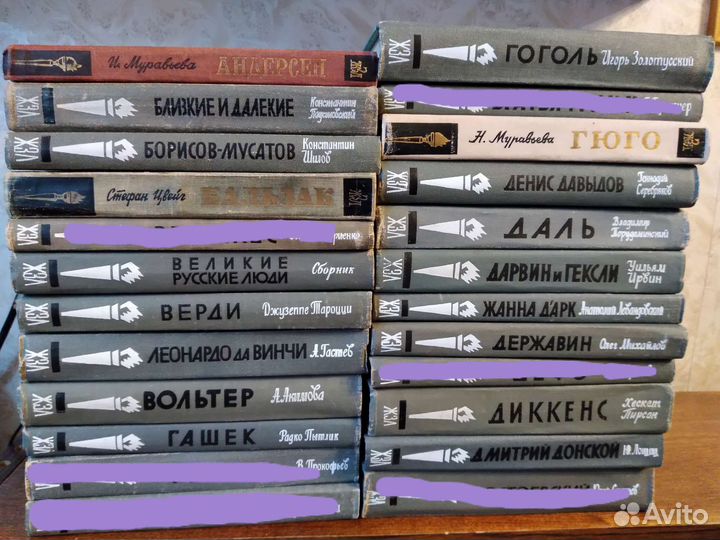 И. Муравьева АНДЕРСЕН
БЛИЗКИЕ И ДАЛЕКИЕ Константин Паустовский
БОРИСОВ-МУСАТОВ Константин Шилов
Стефан Цвейг БАЛЬЗАК
ВЕЛИКИЕ РУССКИЕ ЛЮДИ Сборник
ВЕРДИ Джузеппе Тароцци
ЛЕОНАРДО ДА ВИНЧИ А. Гастев
ВОЛЬТЕР А. Акимова
ГАШЕК Радко Пытлик
В. Прокофьев
ГОГОЛЬ Игорь Золотусский
Н. Муравьева ГЮГО
ДЕНИС ДАВЫДОВ Геннадий Серебряков
ДАЛЬ Владимир Порудоминский
ДАРВИН И ГЕКСЛИ Уильям Ирвин
ЖАННА Д'АРК Анатолий Левандовский
ДЕРЖАВИН Олег Михайлов
ДИККЕНС Хескет Пирсон
ДМИТРИЙ ДОНСКОЙ Ю. Лощиц
Avito